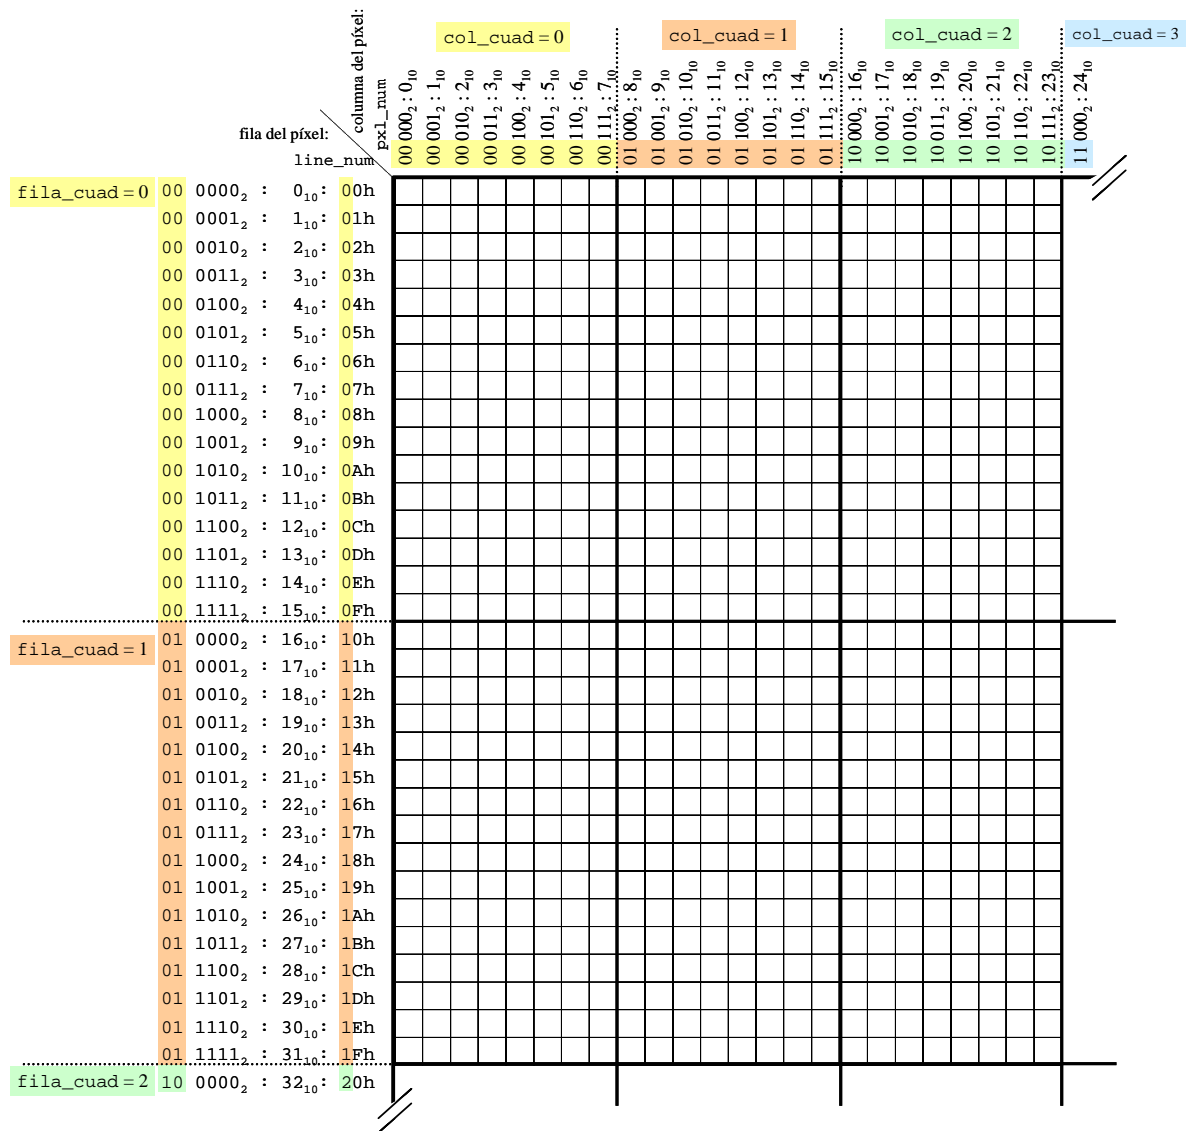 col_cuad = 0
col_cuad = 1
col_cuad = 2
col_cuad = 3
columna del píxel:
pxl_num
00 000₂ : 0₁₀
00 001₂ : 1₁₀
00 010₂ : 2₁₀
00 011₂ : 3₁₀
00 100₂ : 4₁₀
00 101₂ : 5₁₀
00 110₂ : 6₁₀
00 111₂ : 7₁₀
01 000₂ : 8₁₀
01 001₂ : 9₁₀
01 010₂ : 10₁₀
01 011₂ : 11₁₀
01 100₂ : 12₁₀
01 101₂ : 13₁₀
01 110₂ : 14₁₀
01 111₂ : 15₁₀
10 000₂ : 16₁₀
10 001₂ : 17₁₀
10 010₂ : 18₁₀
10 011₂ : 19₁₀
10 100₂ : 20₁₀
10 101₂ : 21₁₀
10 110₂ : 22₁₀
10 111₂ : 23₁₀
11 000₂ : 24₁₀
fila del píxel:
line_num
fila_cuad = 0
00 0000₂ : 0₁₀: 00h
00 0001₂ : 1₁₀: 01h
00 0010₂ : 2₁₀: 02h
00 0011₂ : 3₁₀: 03h
00 0100₂ : 4₁₀: 04h
00 0101₂ : 5₁₀: 05h
00 0110₂ : 6₁₀: 06h
00 0111₂ : 7₁₀: 07h
00 1000₂ : 8₁₀: 08h
00 1001₂ : 9₁₀: 09h
00 1010₂ : 10₁₀: 0Ah
00 1011₂ : 11₁₀: 0Bh
00 1100₂ : 12₁₀: 0Ch
00 1101₂ : 13₁₀: 0Dh
00 1110₂ : 14₁₀: 0Eh
00 1111₂ : 15₁₀: 0Fh
fila_cuad = 1
01 0000₂ : 16₁₀: 10h
01 0001₂ : 17₁₀: 11h
01 0010₂ : 18₁₀: 12h
01 0011₂ : 19₁₀: 13h
01 0100₂ : 20₁₀: 14h
01 0101₂ : 21₁₀: 15h
01 0110₂ : 22₁₀: 16h
01 0111₂ : 23₁₀: 17h
01 1000₂ : 24₁₀: 18h
01 1001₂ : 25₁₀: 19h
01 1010₂ : 26₁₀: 1Ah
01 1011₂ : 27₁₀: 1Bh
01 1100₂ : 28₁₀: 1Ch
01 1101₂ : 29₁₀: 1Dh
01 1110₂ : 30₁₀: 1Eh
01 1111₂ : 31₁₀: 1Fh
fila_cuad = 2
10 0000₂ : 32₁₀: 20h